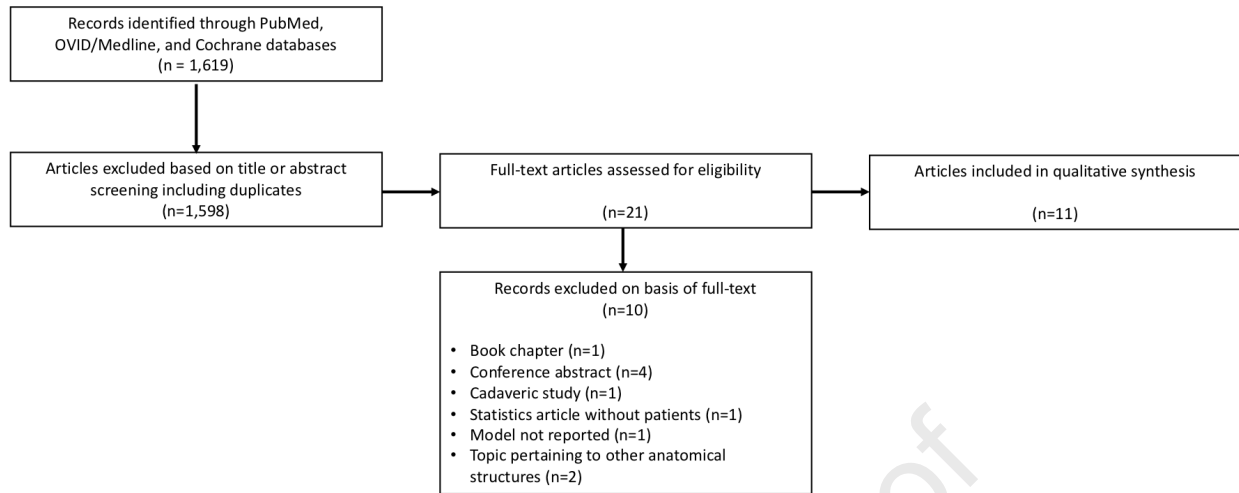 Records identified through PubMed,
OVID/Medline, and Cochrane databases
(n = 1,619)
Articles excluded based on title or abstract
screening including duplicates
(n=1,598)
Full-text articles assessed for eligibility
(n=21)
Articles included in qualitative synthesis
(n=11)
Records excluded on basis of full-text
(n=10)
• Book chapter (n=1)
• Conference abstract (n=4)
• Cadaveric study (n=1)
• Statistics article without patients (n=1)
• Model not reported (n=1)
• Topic pertaining to other anatomical
structures (n=2)
of